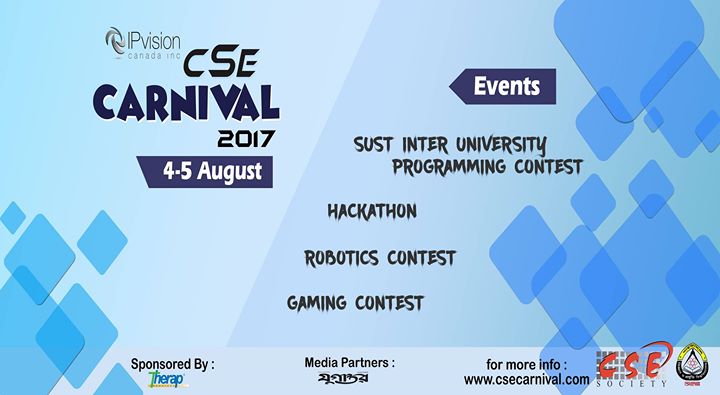 IPvision
canada inc
CSE
CARNIVAL
2017
4-5 August
Events
SUST INTER UNIVERSITY
PROGRAMMING CONTEST
HACKATHON
ROBOTICS CONTEST
GAMING CONTEST
Sponsored By :
Therap
Media Partners :
যুগান্তর
for more info :
www.csecarnival.com
CSE
SOCIETY